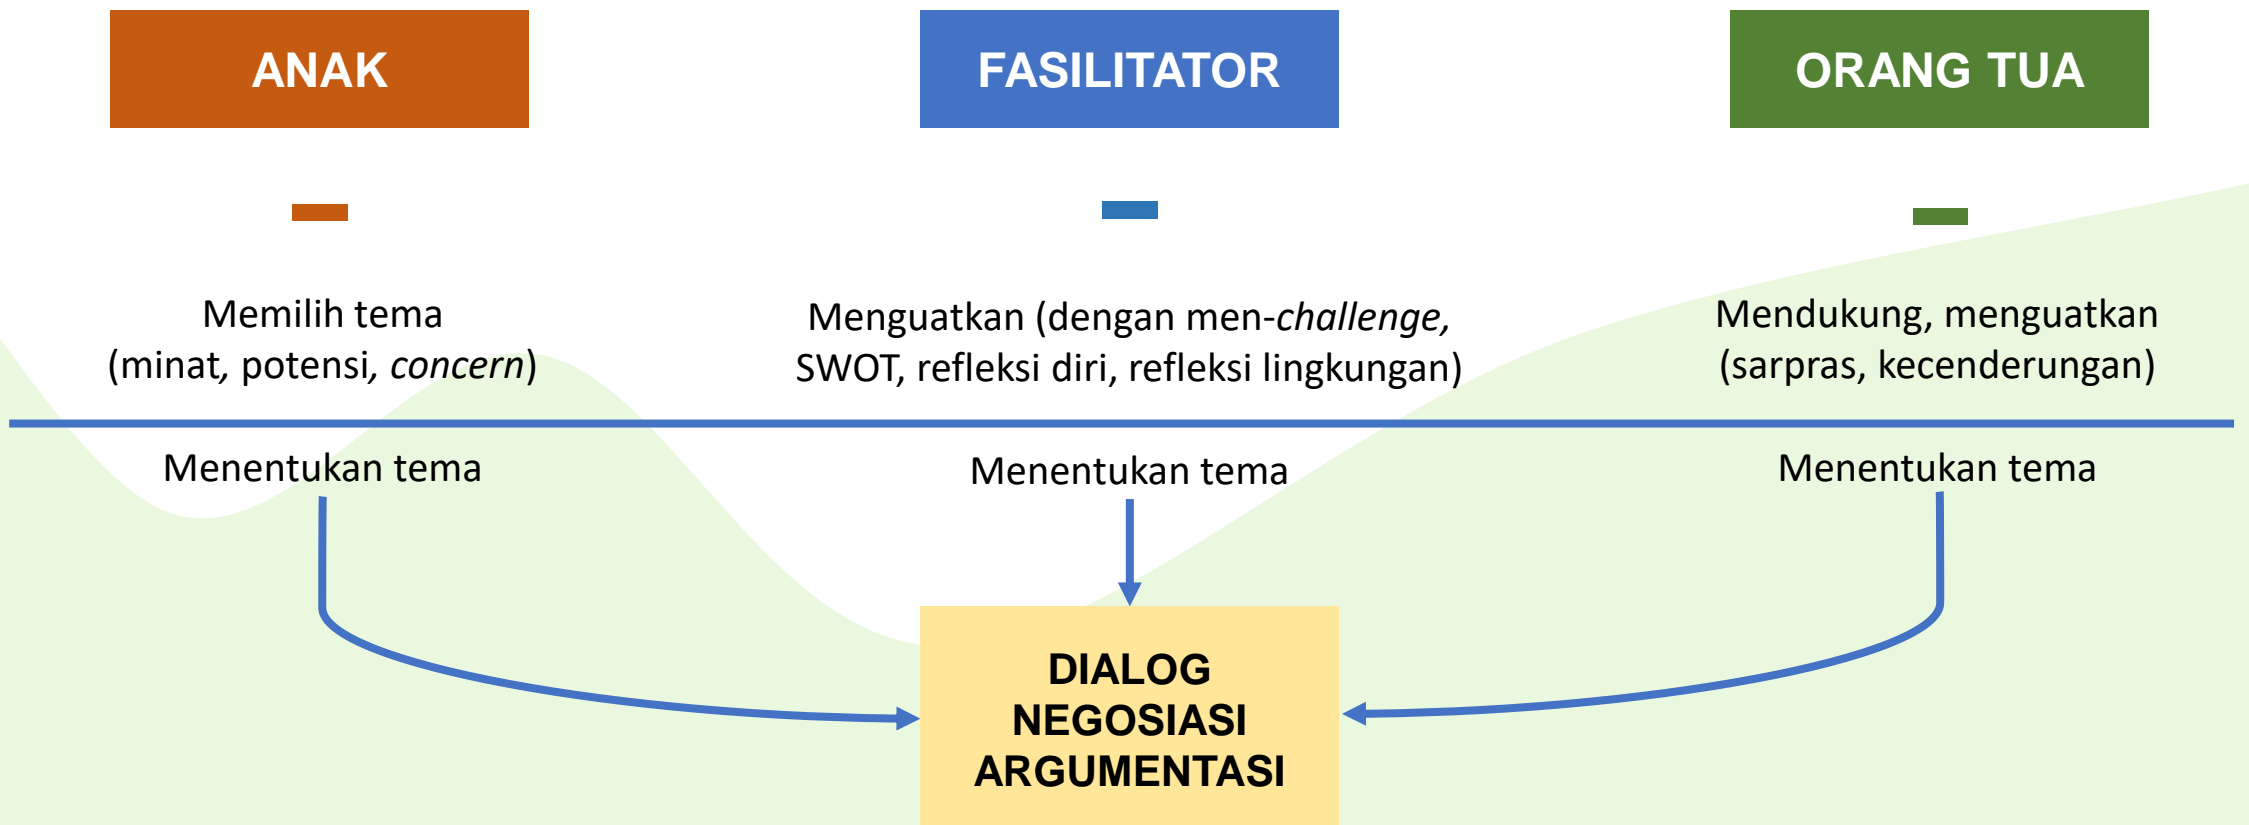 ANAK
FASILITATOR
ORANG TUA
Memilih tema
(minat, potensi, concern)
Menguatkan (dengan men-challenge,
SWOT, refleksi diri, refleksi lingkungan)
Mendukung, menguatkan
(sarpras, kecenderungan)
Menentukan tema
Menentukan tema
Menentukan tema
DIALOG
NEGOSIASI
ARGUMENTASI